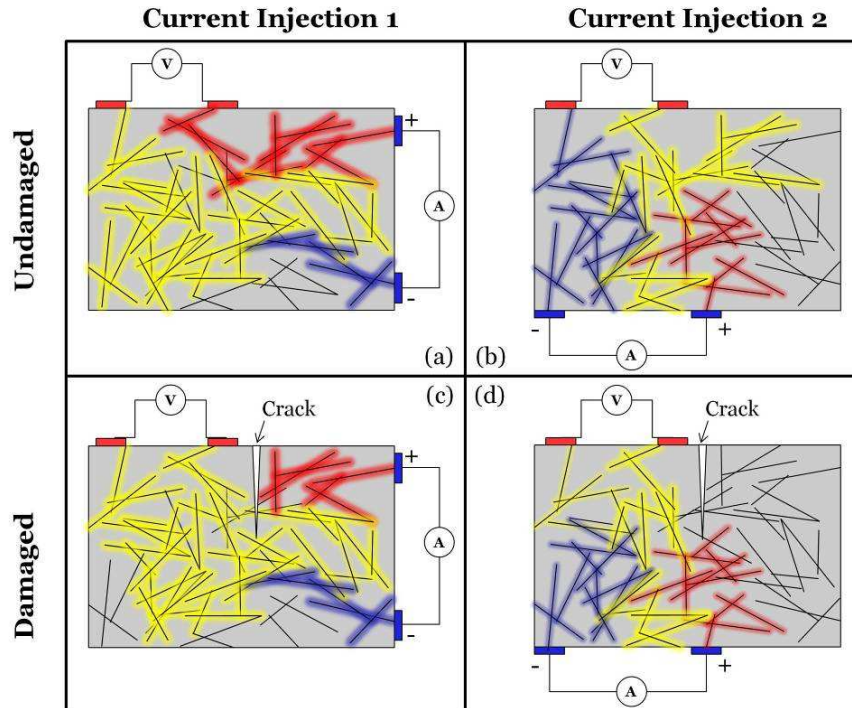 Current Injection 1
Current Injection 2
Undamaged
V
+
A
-
(a)
V
-
A
+
(b)
Damaged
V
Crack
+
A
-
(c)
V
Crack
-
A
+
(d)